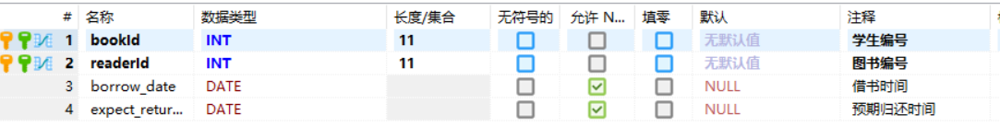 # 名称 数据类型 长度/集合 无符号的 允许 N... 填零 默认 注释
1 bookId INT 11 无默认值 学生编号
2 readerId INT 11 无默认值 图书编号
3 borrow_date DATE NULL 借书时间
4 expect_retur... DATE NULL 预期归还时间